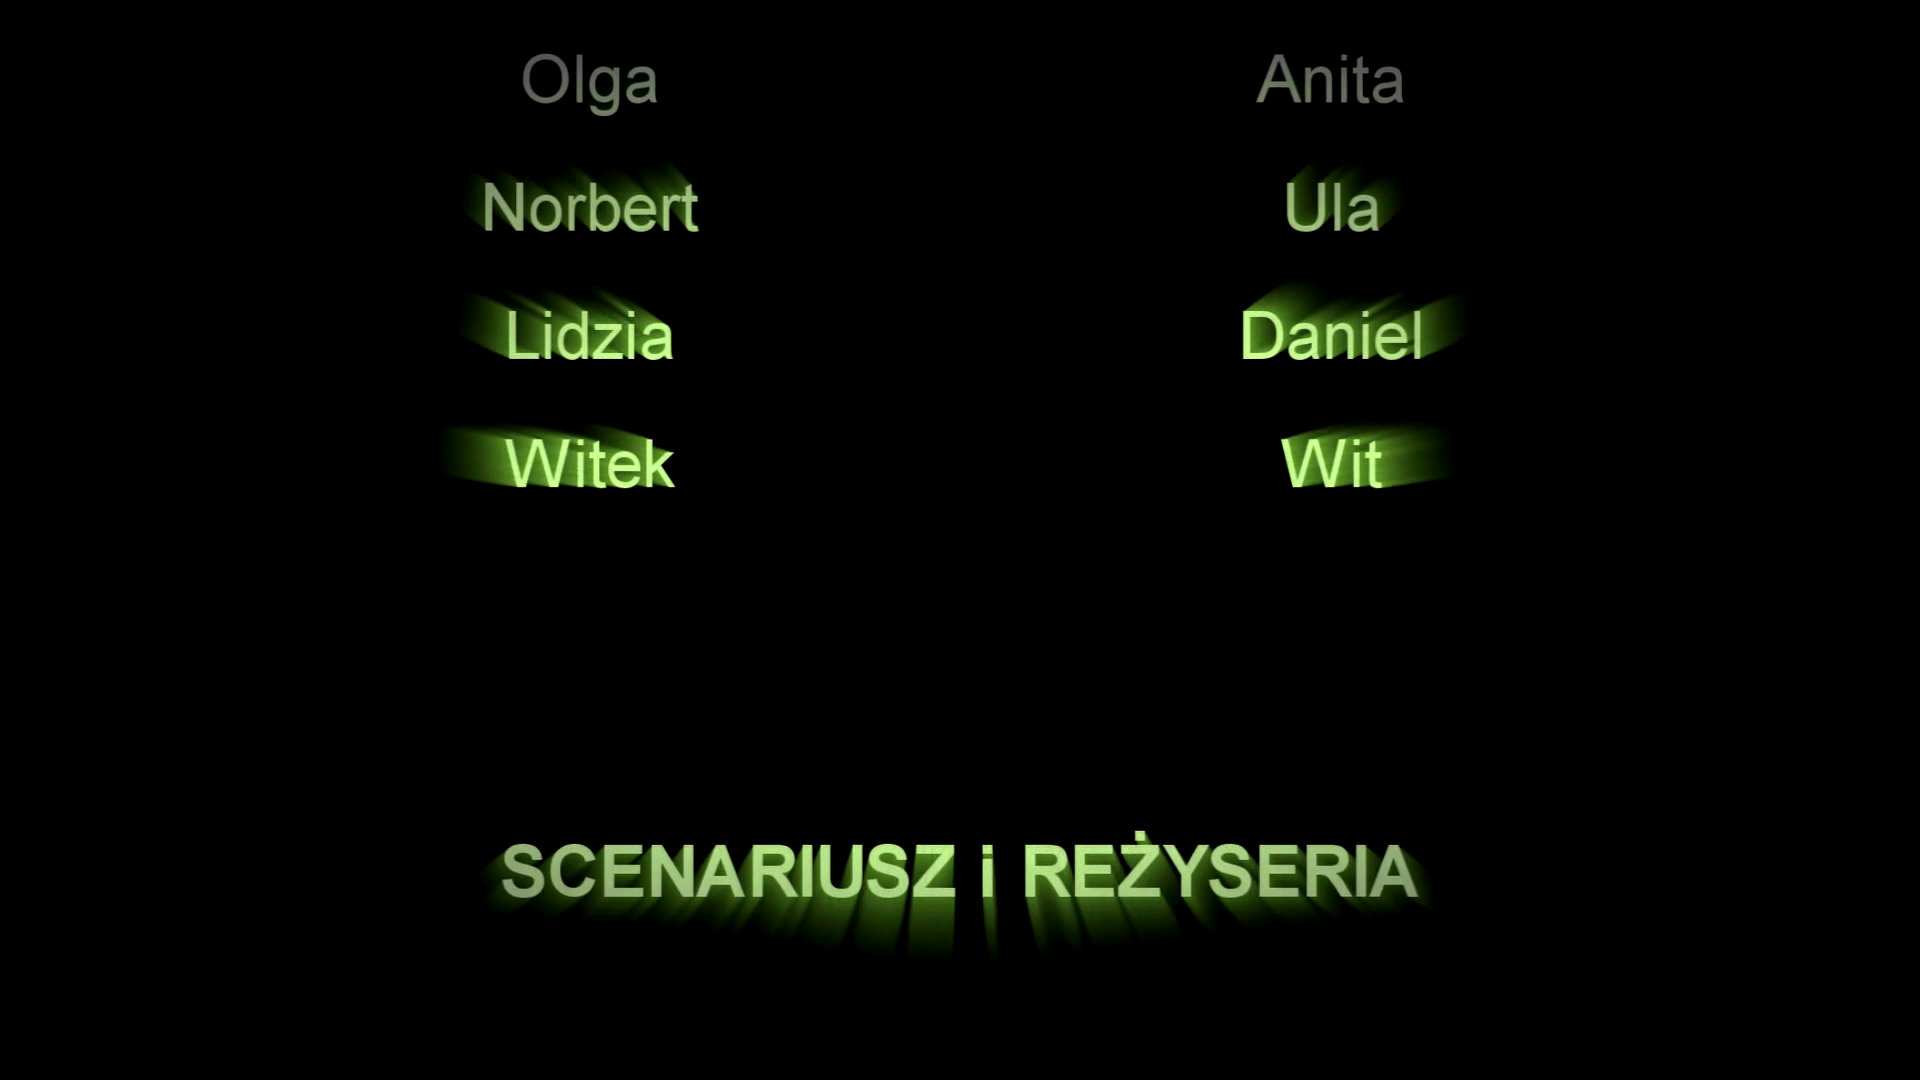 Olga Anita
Norbert Ula
Lidzia Daniel
Witek Wit
SCENARIUSZ i REŻYSERIA